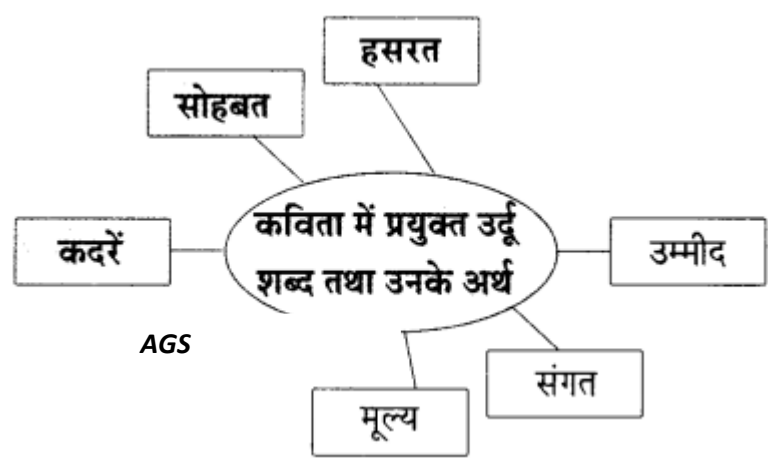 हसरत
सोहबत
कविता में प्रयुक्त उर्दू
शब्द तथा उनके अर्थ
कदरें
उम्मीद
AGS
संगत
मूल्य